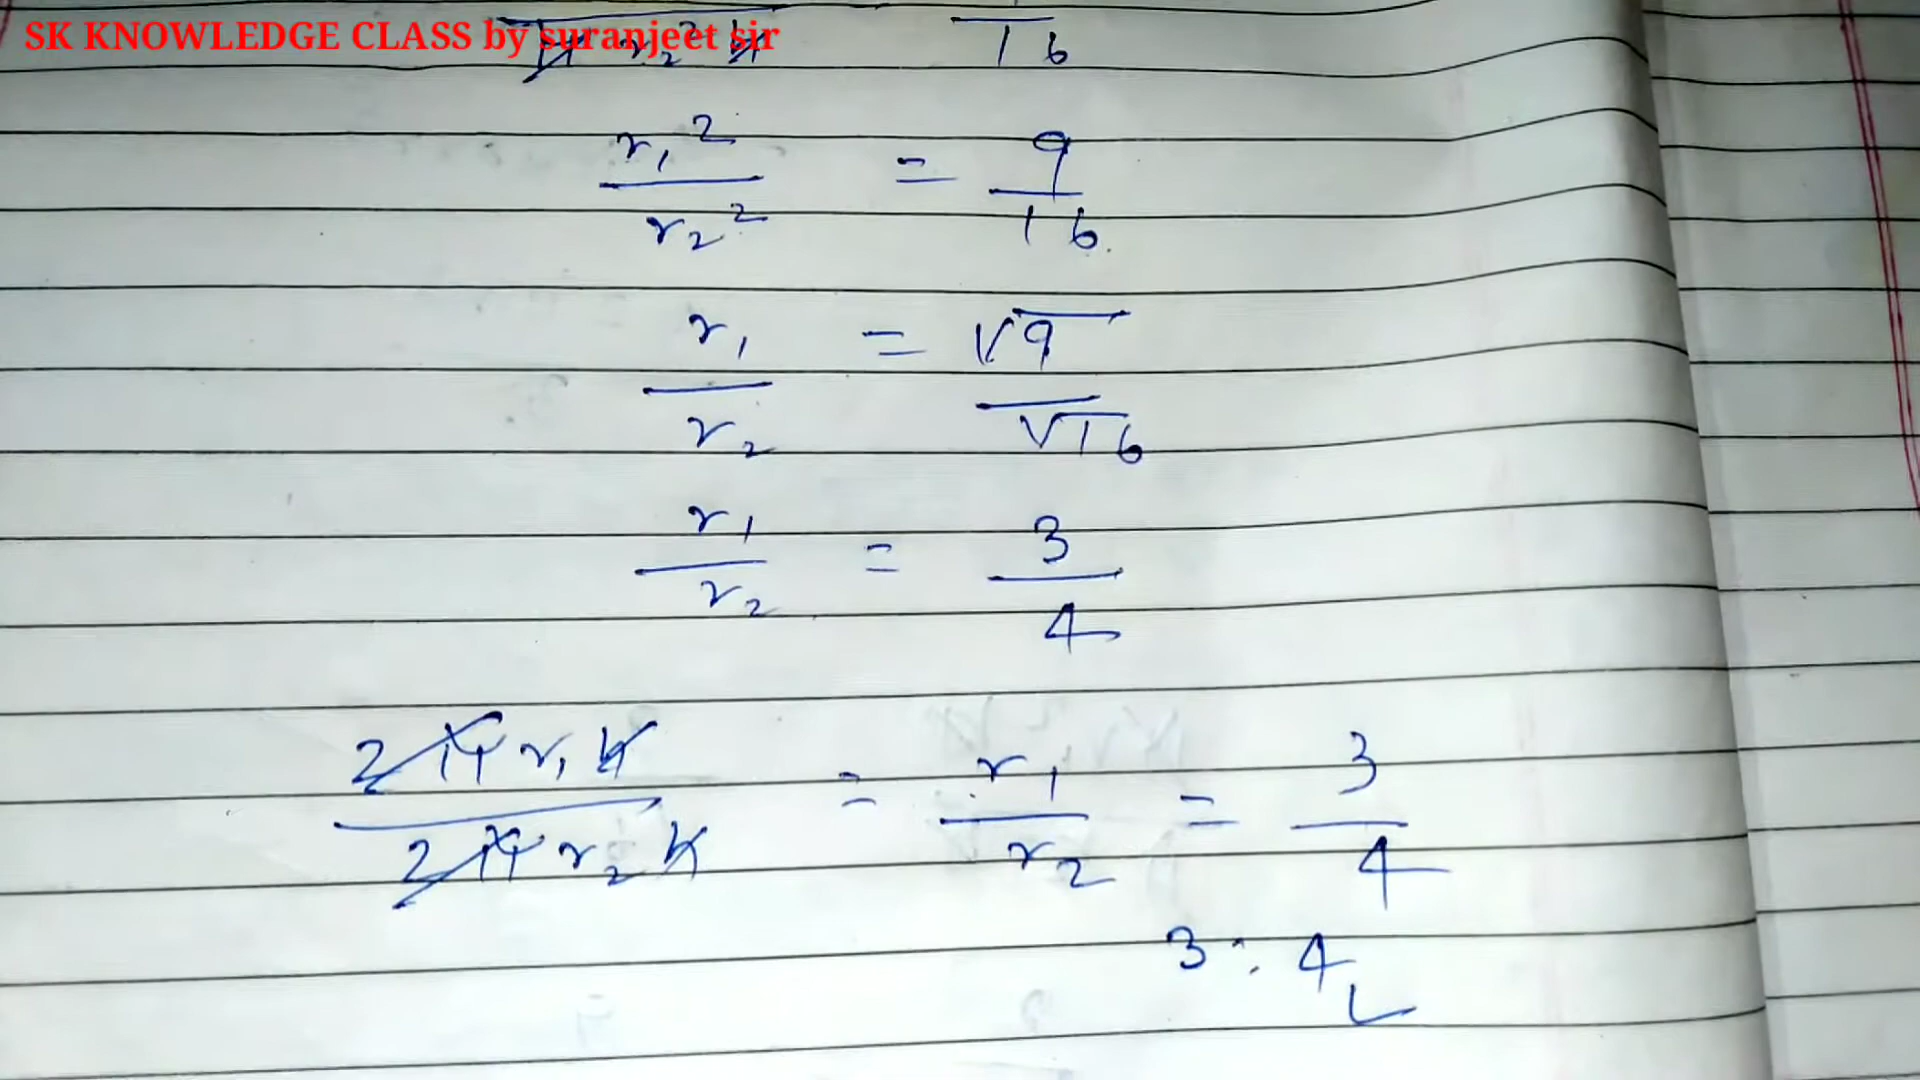 SK KNOWLEDGE CLASS by suranjeet sir
π r₂² h 16
r₁²/r₂² = 9/16
r₁/r₂ = √9/√16
r₁/r₂ = 3/4
2πr₁h/2πr₂h = r₁/r₂ = 3/4
3:4